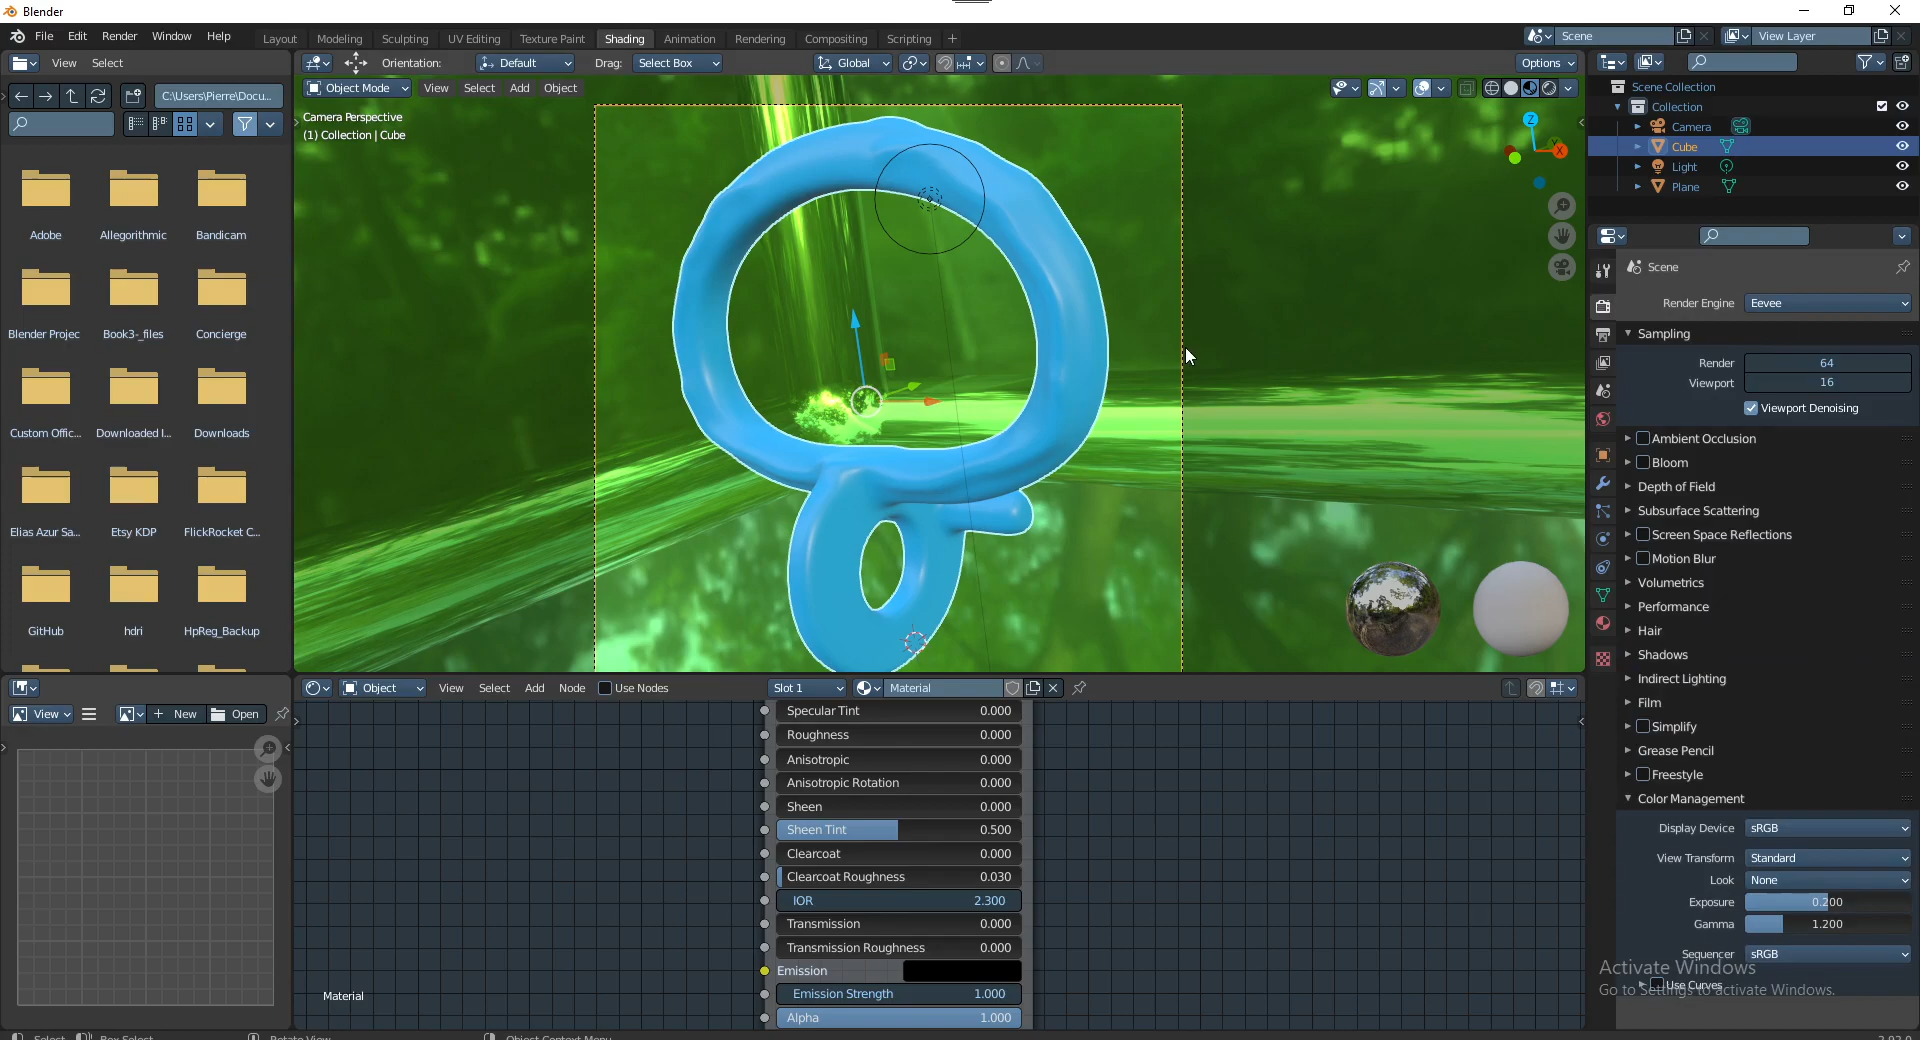 Blender
File Edit Render Window Help
Layout Modeling Sculpting UV Editing Texture Paint Shading Animation Rendering Compositing Scripting +
Scene
View Layer
View Select
C:\Users\Pierre\Docu...
Adobe Allegorithmic Bandicam
Blender Projec Book3-_files Concierge
Custom Offic... Downloaded I... Downloads
Elias Azur Sa... Etsy KDP FlickRocket C...
GitHub hdri HpReg_Backup
Orientation: Default Drag: Select Box Global Options
Object Mode View Select Add Object
Camera Perspective
(1) Collection | Cube
Z
X
Scene Collection
Collection
Camera
Cube
Light
Plane
Scene
Render Engine Eevee
Sampling
Render 64
Viewport 16
Viewport Denoising
Ambient Occlusion
Bloom
Depth of Field
Subsurface Scattering
Screen Space Reflections
Motion Blur
Volumetrics
Performance
Hair
Shadows
Indirect Lighting
Film
Simplify
Grease Pencil
Freestyle
Color Management
Display Device sRGB
View Transform Standard
Look None
Exposure 0.200
Gamma 1.200
Sequencer sRGB
Use Curves
Activate Windows
Go to Settings to activate Windows.
View + New Open
Object View Select Add Node Use Nodes Slot 1 Material
Specular Tint 0.000
Roughness 0.000
Anisotropic 0.000
Anisotropic Rotation 0.000
Sheen 0.000
Sheen Tint 0.500
Clearcoat 0.000
Clearcoat Roughness 0.030
IOR 2.300
Transmission 0.000
Transmission Roughness 0.000
Emission
Emission Strength 1.000
Alpha 1.000
Material
Select Box Select Rotate View Object Context Menu